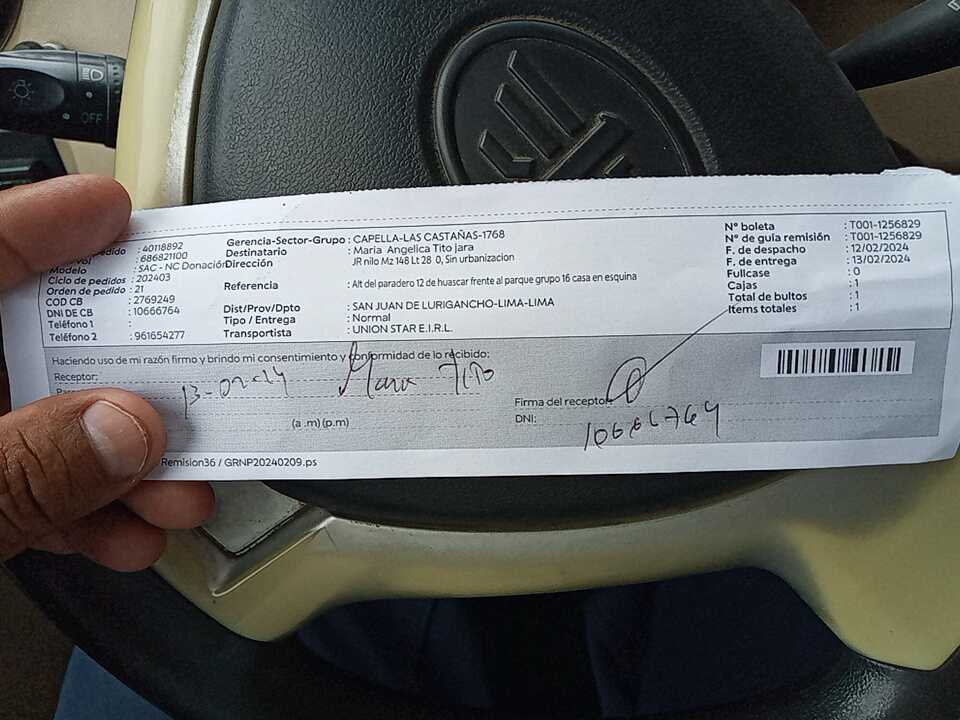 edido : 40118892
: 686821100
Modelo : SAC - NC Donación
Ciclo de pedidos : 202403
Orden de pedido : 21
COD CB : 2769249
DNI DE CB : 10666764
Teléfono 1 :
Teléfono 2 : 961654277
Gerencia-Sector-Grupo : CAPELLA-LAS CASTAÑAS-1768
Destinatario : Maria Angelica Tito jara
Dirección JR nilo Mz 148 Lt 28 0, Sin urbanizacion
Referencia : Alt del paradero 12 de huascar frente al parque grupo 16 casa en esquina
Dist/Prov/Dpto : SAN JUAN DE LURIGANCHO-LIMA-LIMA
Tipo / Entrega : Normal
Transportista : UNION STAR E.I.R.L.
N° boleta : T001-1256829
N° de guía remisión : T001-1256829
F. de despacho : 12/02/2024
F. de entrega : 13/02/2024
Fullcase : 0
Cajas : 1
Total de bultos : 1
Items totales : 1
Haciendo uso de mi razón firmo y brindo mi consentimiento y conformidad de lo recibido:
Receptor:
13-02-24 Maria Tito
(a .m) (p.m)
Firma del receptor:
DNI: 10666764
Remision36 / GRNP20240209.ps
OFF